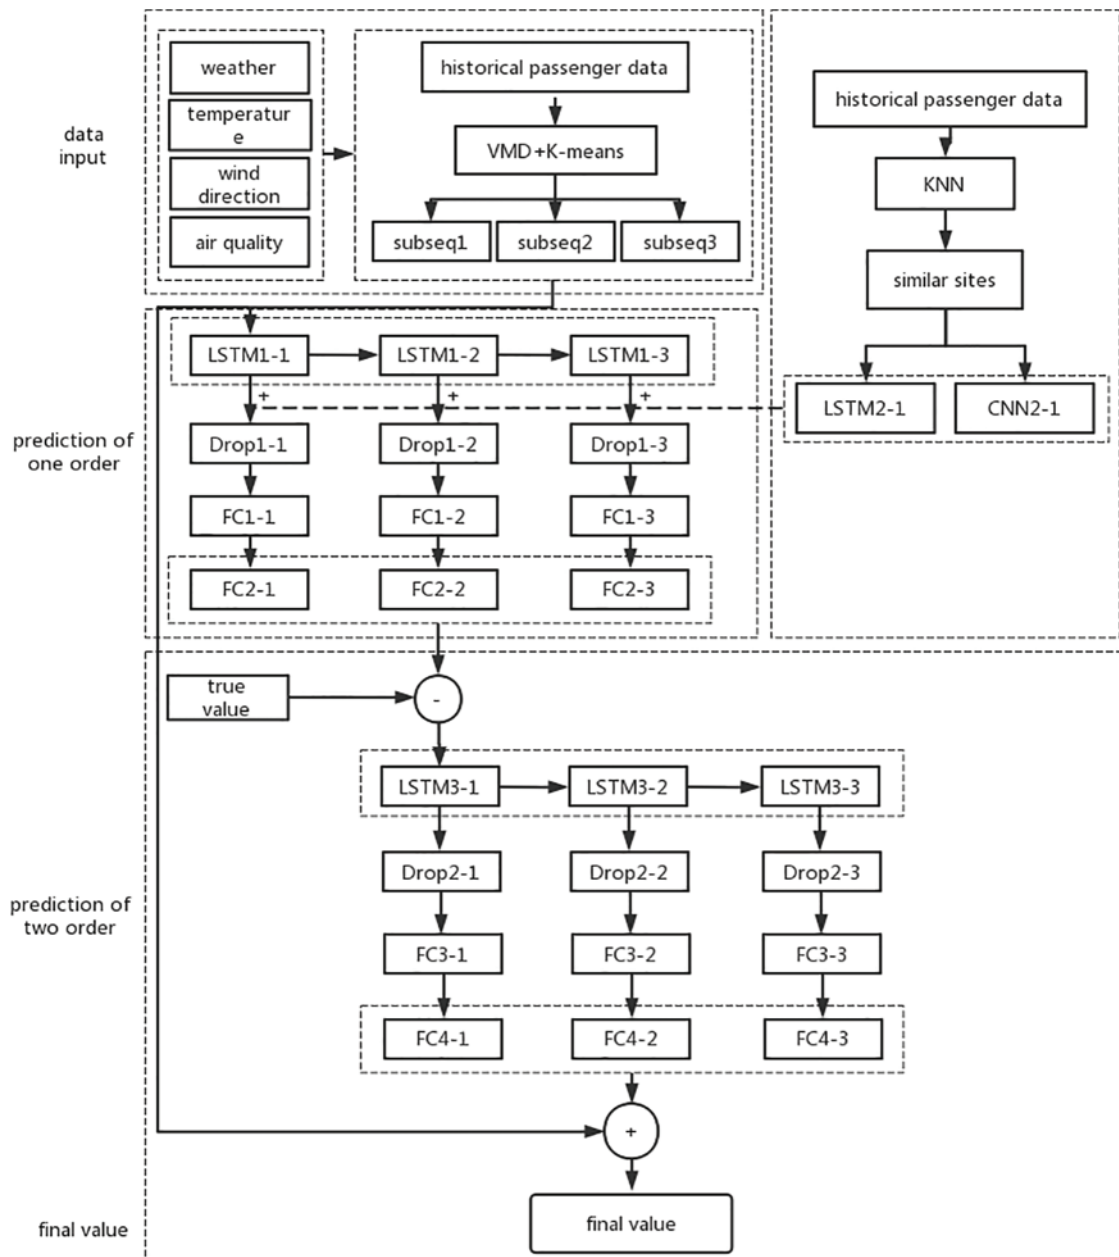 data
input
weather
temperatur
e
wind
direction
air quality
historical passenger data
VMD+K-means
subseq1 subseq2 subseq3
historical passenger data
KNN
similar sites
LSTM2-1 CNN2-1
prediction of
one order
LSTM1-1 LSTM1-2 LSTM1-3
+ + +
Drop1-1 Drop1-2 Drop1-3
FC1-1 FC1-2 FC1-3
FC2-1 FC2-2 FC2-3
prediction of
two order
true
value
-
LSTM3-1 LSTM3-2 LSTM3-3
Drop2-1 Drop2-2 Drop2-3
FC3-1 FC3-2 FC3-3
FC4-1 FC4-2 FC4-3
+
final value
final value